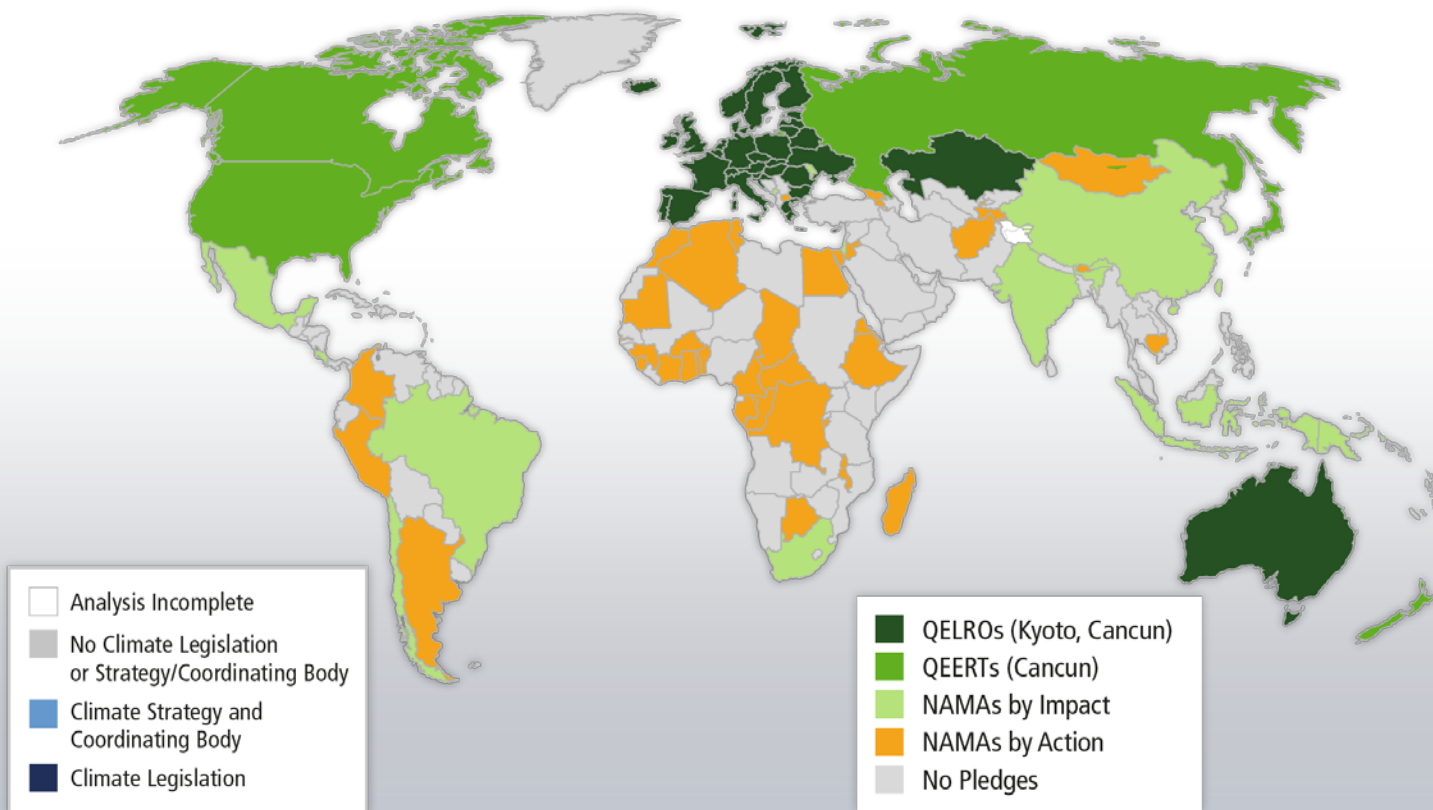 Analysis Incomplete
No Climate Legislation
or Strategy/Coordinating Body
Climate Strategy and
Coordinating Body
Climate Legislation
QELROs (Kyoto, Cancun)
QEERTs (Cancun)
NAMAs by Impact
NAMAs by Action
No Pledges